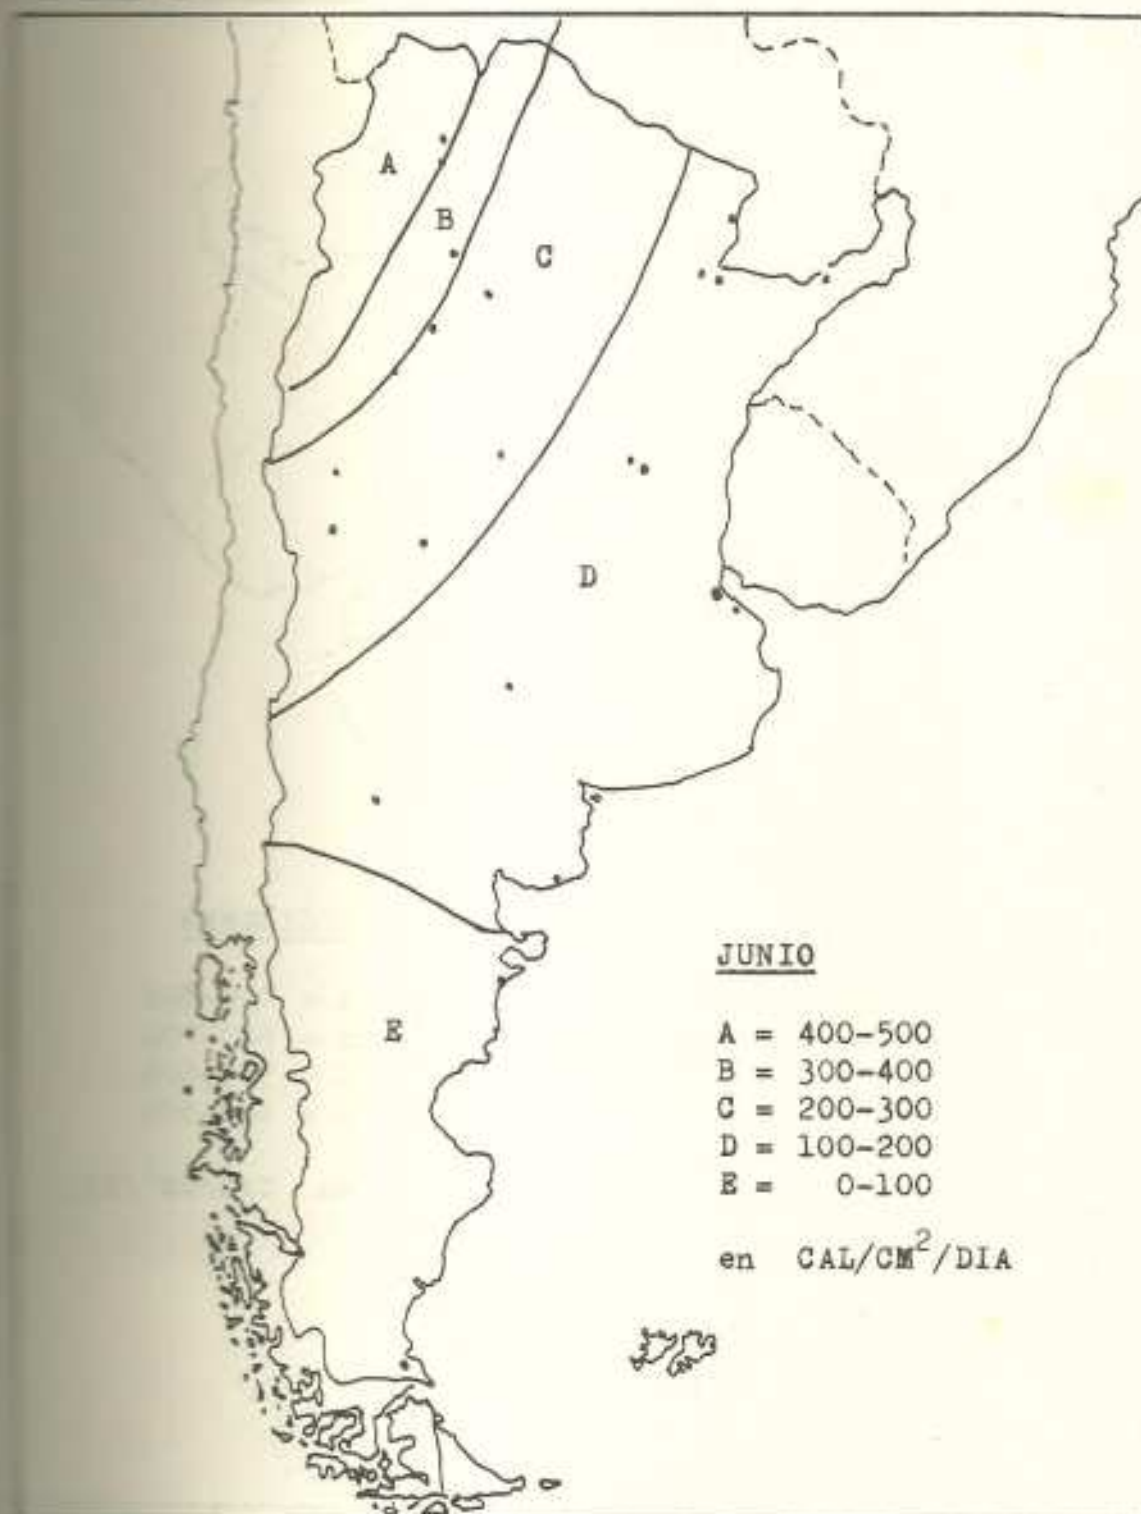 A
B
C
D
E
JUNIO
A = 400-500
B = 300-400
C = 200-300
D = 100-200
E = 0-100
en CAL/CM²/DIA